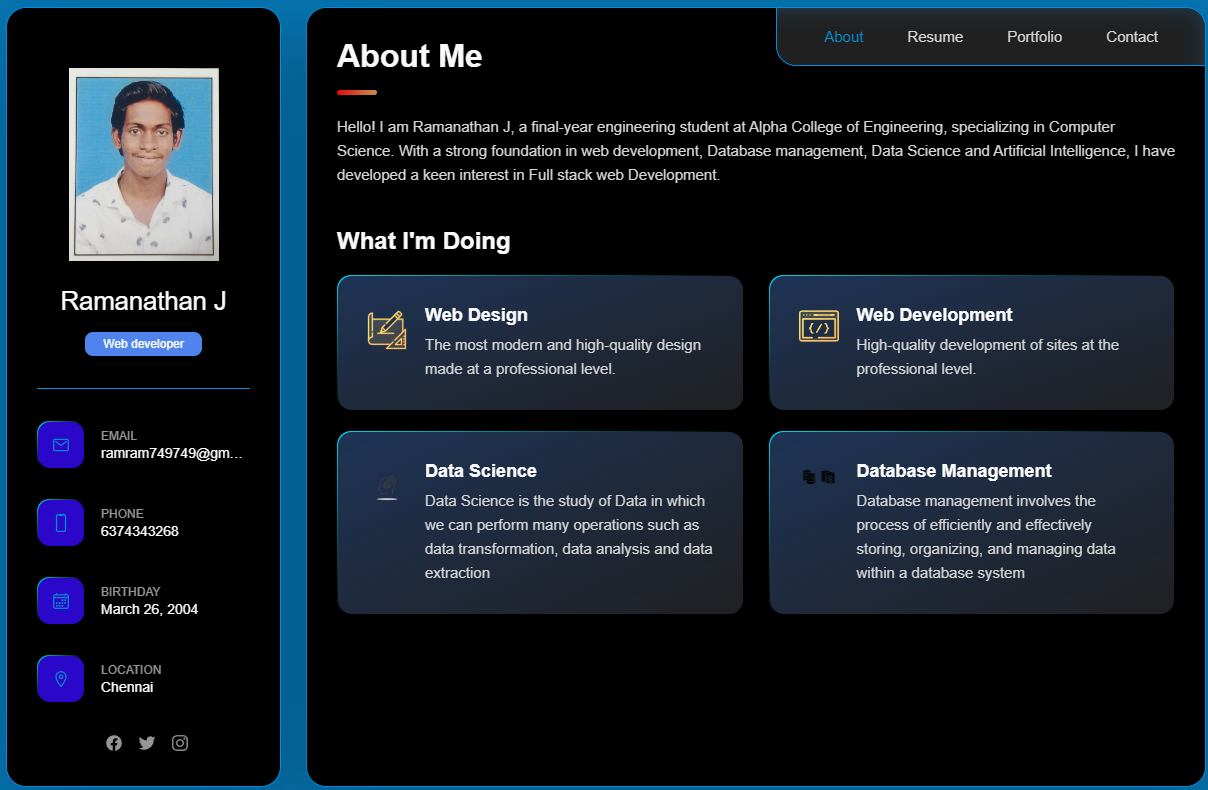 Ramanathan J
Web developer
EMAIL
ramram749749@gm...
PHONE
6374343268
BIRTHDAY
March 26, 2004
LOCATION
Chennai
About Resume Portfolio Contact
About Me
Hello! I am Ramanathan J, a final-year engineering student at Alpha College of Engineering, specializing in Computer
Science. With a strong foundation in web development, Database management, Data Science and Artificial Intelligence, I have
developed a keen interest in Full stack web Development.
What I'm Doing
Web Design
The most modern and high-quality design
made at a professional level.
Web Development
High-quality development of sites at the
professional level.
Data Science
Data Science is the study of Data in which
we can perform many operations such as
data transformation, data analysis and data
extraction
Database Management
Database management involves the
process of efficiently and effectively
storing, organizing, and managing data
within a database system